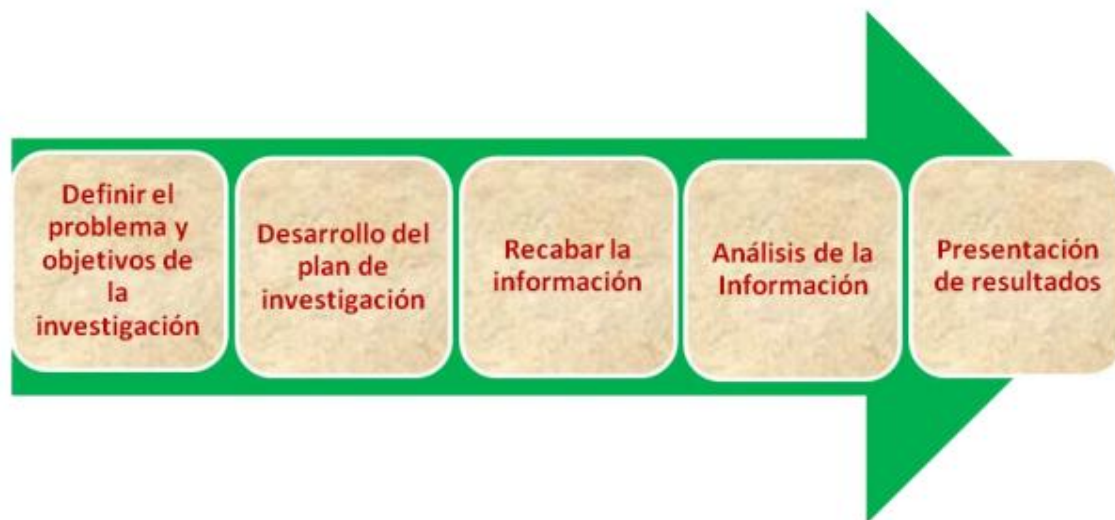 Definir el
problema y
objetivos de
la
investigación
Desarrollo del
plan de
investigación
Recabar la
información
Análisis de la
Información
Presentación
de resultados